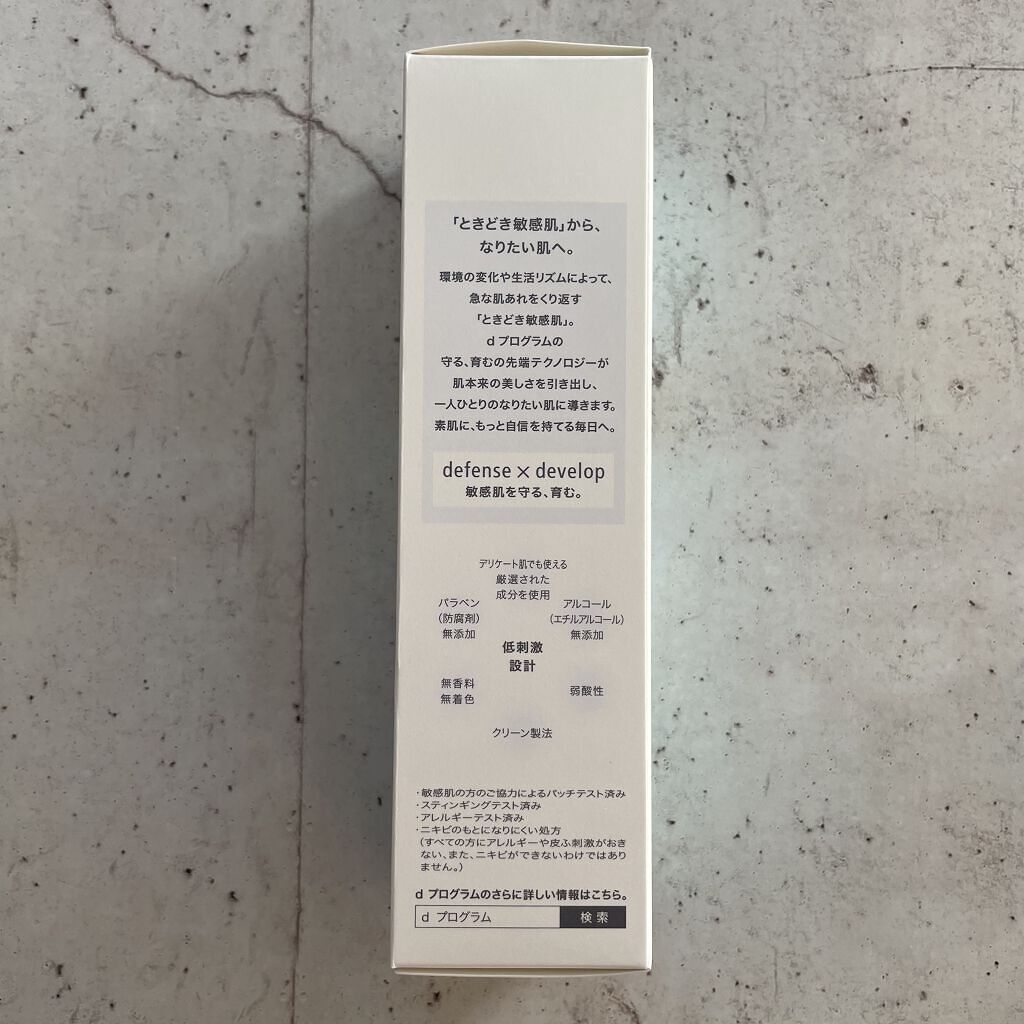 「ときどき敏感肌」から、
なりたい肌へ。
環境の変化や生活リズムによって、
急な肌あれをくり返す
「ときどき敏感肌」。
d プログラムの
守る、育むの先端テクノロジーが
肌本来の美しさを引き出し、
一人ひとりのなりたい肌に導きます。
素肌に、もっと自信を持てる毎日へ。
defense × develop
敏感肌を守る、育む。
デリケート肌でも使える
厳選された
成分を使用
パラベン
（防腐剤）
無添加
アルコール
（エチルアルコール）
無添加
低刺激
設計
無香料
無着色
弱酸性
クリーン製法
・敏感肌の方のご協力によるパッチテスト済み
・スティンギングテスト済み
・アレルギーテスト済み
・ニキビのもとになりにくい処方
（すべての方にアレルギーや皮ふ刺激がおき
ない、また、ニキビができないわけではあり
ません。）
d プログラムのさらに詳しい情報はこちら。
d プログラム 検索